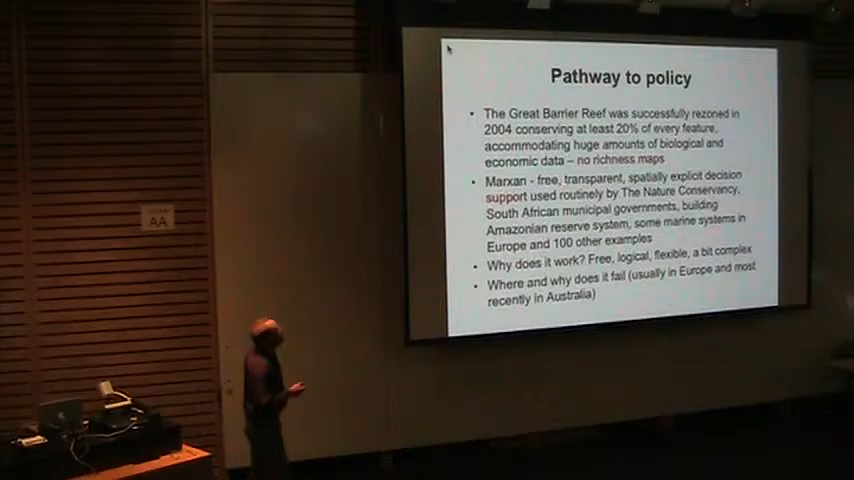 Pathway to policy
• The Great Barrier Reef was successfully rezoned in
2004 conserving at least 20% of every feature,
accommodating huge amounts of biological and
economic data – no richness maps
• Marxan - free, transparent, spatially explicit decision
support used routinely by The Nature Conservancy,
South African municipal governments, building
Amazonian reserve system, some marine systems in
Europe and 100 other examples
• Why does it work? Free, logical, flexible, a bit complex
• Where and why does it fail (usually in Europe and most
recently in Australia)
AA